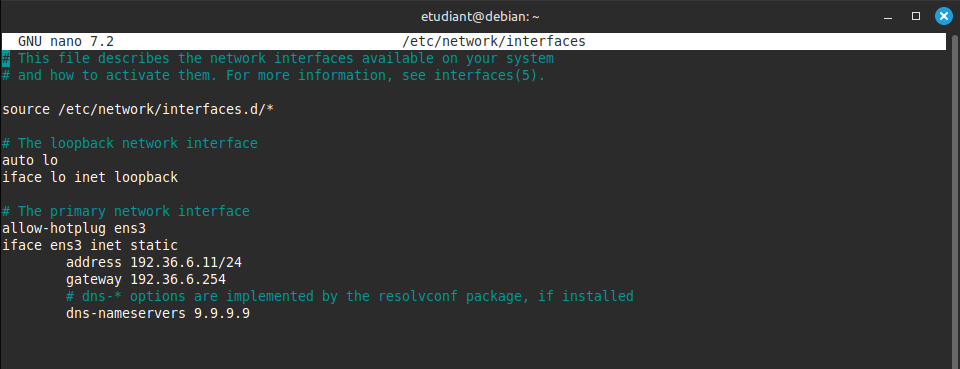 etudiant@debian: ~
GNU nano 7.2 /etc/network/interfaces
# This file describes the network interfaces available on your system
# and how to activate them. For more information, see interfaces(5).
source /etc/network/interfaces.d/*
# The loopback network interface
auto lo
iface lo inet loopback
# The primary network interface
allow-hotplug ens3
iface ens3 inet static
address 192.36.6.11/24
gateway 192.36.6.254
# dns-* options are implemented by the resolvconf package, if installed
dns-nameservers 9.9.9.9